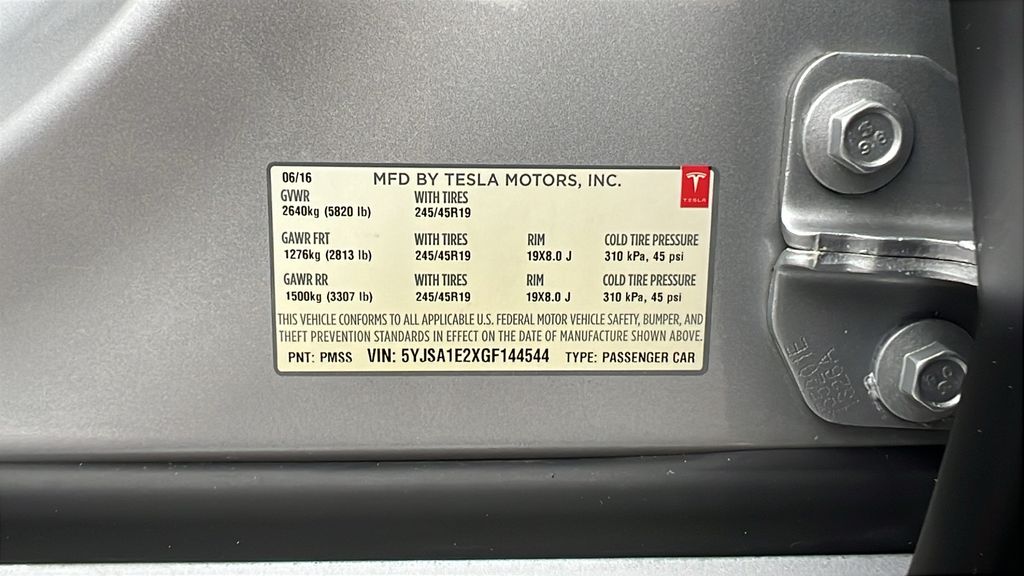 06/16 MFD BY TESLA MOTORS, INC.
TESLA
GVWR WITH TIRES
2640kg (5820 lb) 245/45R19
GAWR FRT WITH TIRES RIM COLD TIRE PRESSURE
1276kg (2813 lb) 245/45R19 19X8.0 J 310 kPa, 45 psi
GAWR RR WITH TIRES RIM COLD TIRE PRESSURE
1500kg (3307 lb) 245/45R19 19X8.0 J 310 kPa, 45 psi
THIS VEHICLE CONFORMS TO ALL APPLICABLE U.S. FEDERAL MOTOR VEHICLE SAFETY, BUMPER, AND
THEFT PREVENTION STANDARDS IN EFFECT ON THE DATE OF MANUFACTURE SHOWN ABOVE.
PNT: PMSS VIN: 5YJSA1E2XGF144544 TYPE: PASSENGER CAR